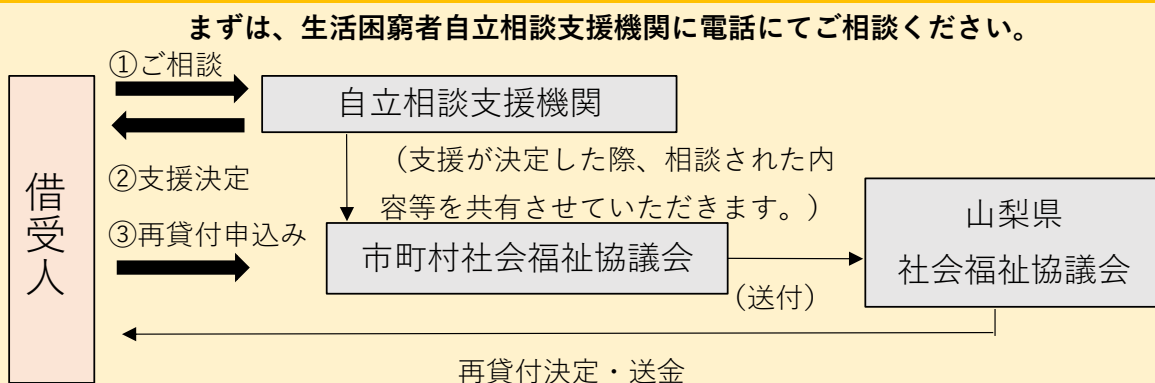 まずは、生活困窮者自立相談支援機関に電話にてご相談ください。
①ご相談
自立相談支援機関
借受人
②支援決定
(支援が決定した際、相談された内
容等を共有させていただきます。)
③再貸付申込み
市町村社会福祉協議会
山梨県
社会福祉協議会
(送付)
再貸付決定・送金